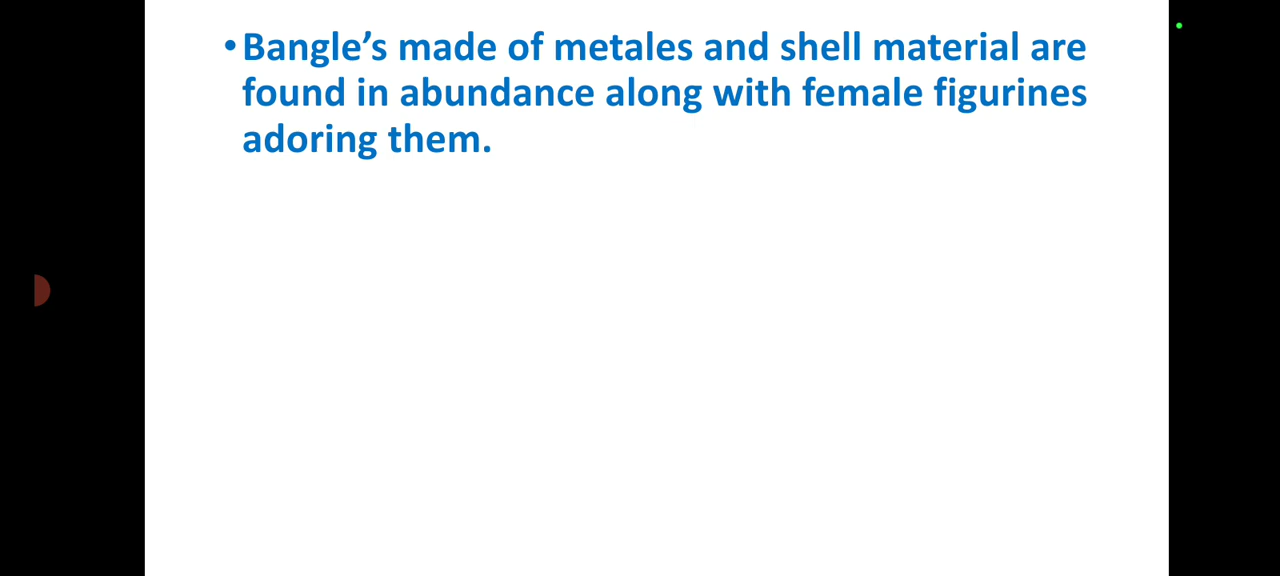 •Bangle’s made of metales and shell material are
found in abundance along with female figurines
adoring them.